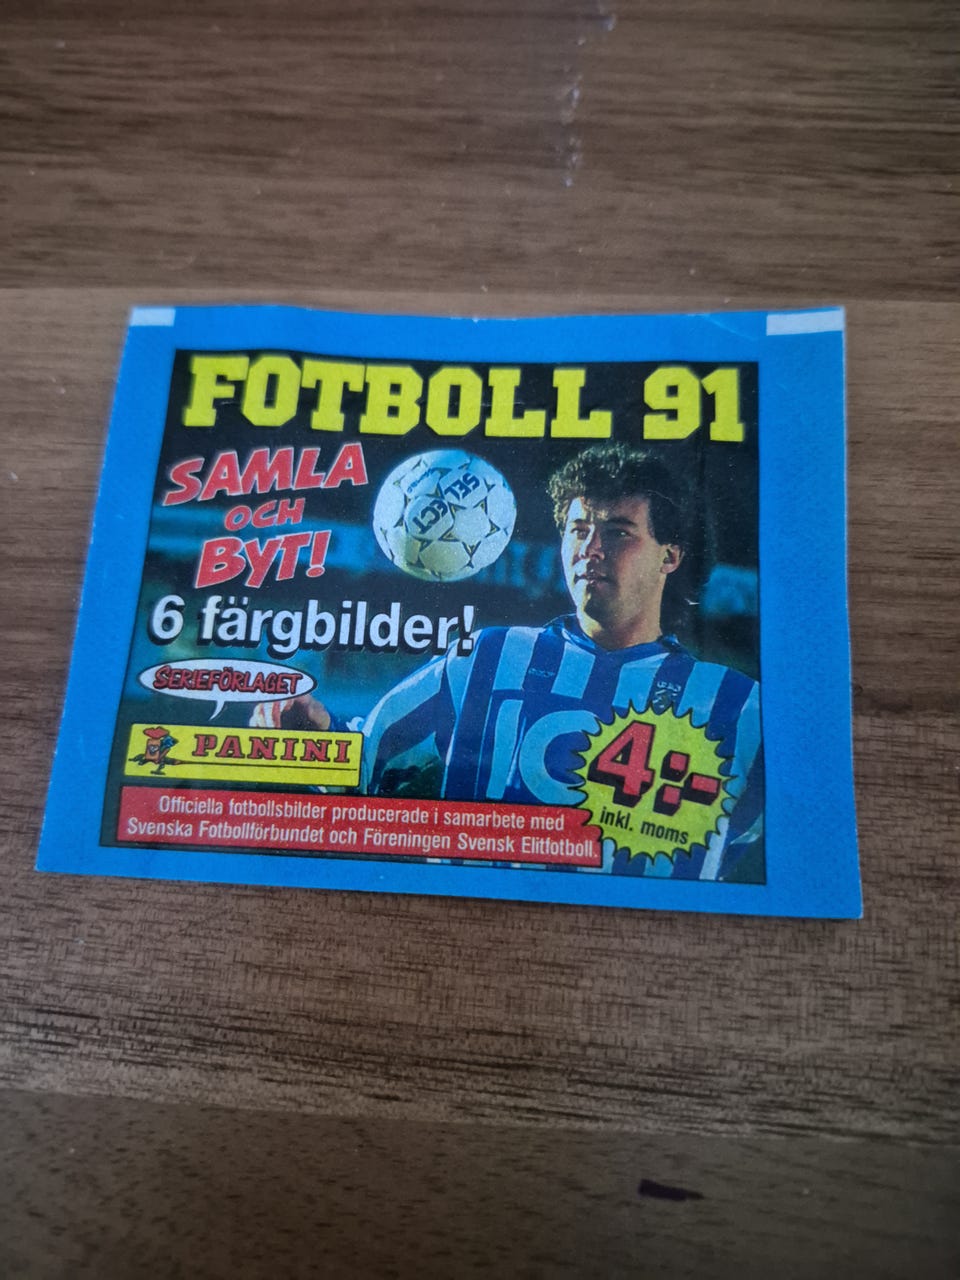 FOTBOLL 91
SAMLA
OCH
BYT!
SELECT
6 färgbilder!
SERIEFÖRLAGET
PANINI
4:-
inkl. moms
Officiella fotbollsbilder producerade i samarbete med
Svenska Fotbollförbundet och Föreningen Svensk Elitfotboll.